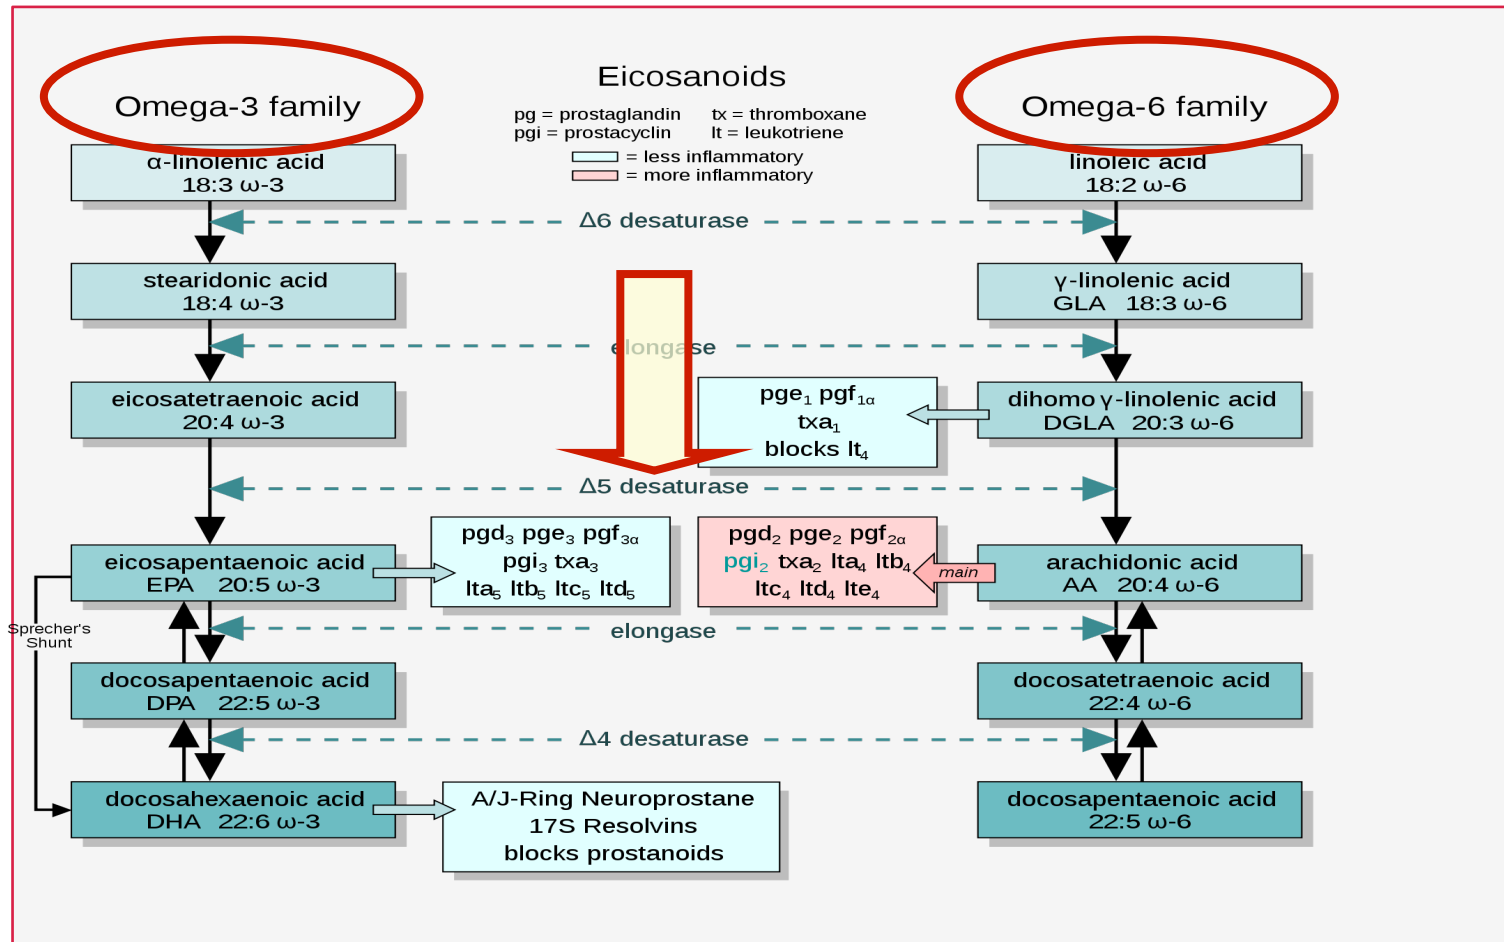 Eicosanoids
Omega-3 family
Omega-6 family
pg = prostaglandin tx = thromboxane
pgi = prostacyclin lt = leukotriene
= less inflammatory
= more inflammatory
α-linolenic acid
18:3 ω-3
linoleic acid
18:2 ω-6
Δ6 desaturase
stearidonic acid
18:4 ω-3
γ-linolenic acid
GLA 18:3 ω-6
elongase
eicosatetraenoic acid
20:4 ω-3
pge₁ pgf₁α
txa₁
blocks lt₄
dihomo γ-linolenic acid
DGLA 20:3 ω-6
Δ5 desaturase
eicosapentaenoic acid
EPA 20:5 ω-3
pgd₃ pge₃ pgf₃α
pgi₃ txa₃
lta₅ ltb₅ ltc₅ ltd₅
pgd₂ pge₂ pgf₂α
pgi₂ txa₂ lta₄ ltb₄
ltc₄ ltd₄ lte₄
main
arachidonic acid
AA 20:4 ω-6
Sprecher's
Shunt
elongase
docosapentaenoic acid
DPA 22:5 ω-3
docosatetraenoic acid
22:4 ω-6
Δ4 desaturase
docosahexaenoic acid
DHA 22:6 ω-3
A/J-Ring Neuroprostane
17S Resolvins
blocks prostanoids
docosapentaenoic acid
22:5 ω-6